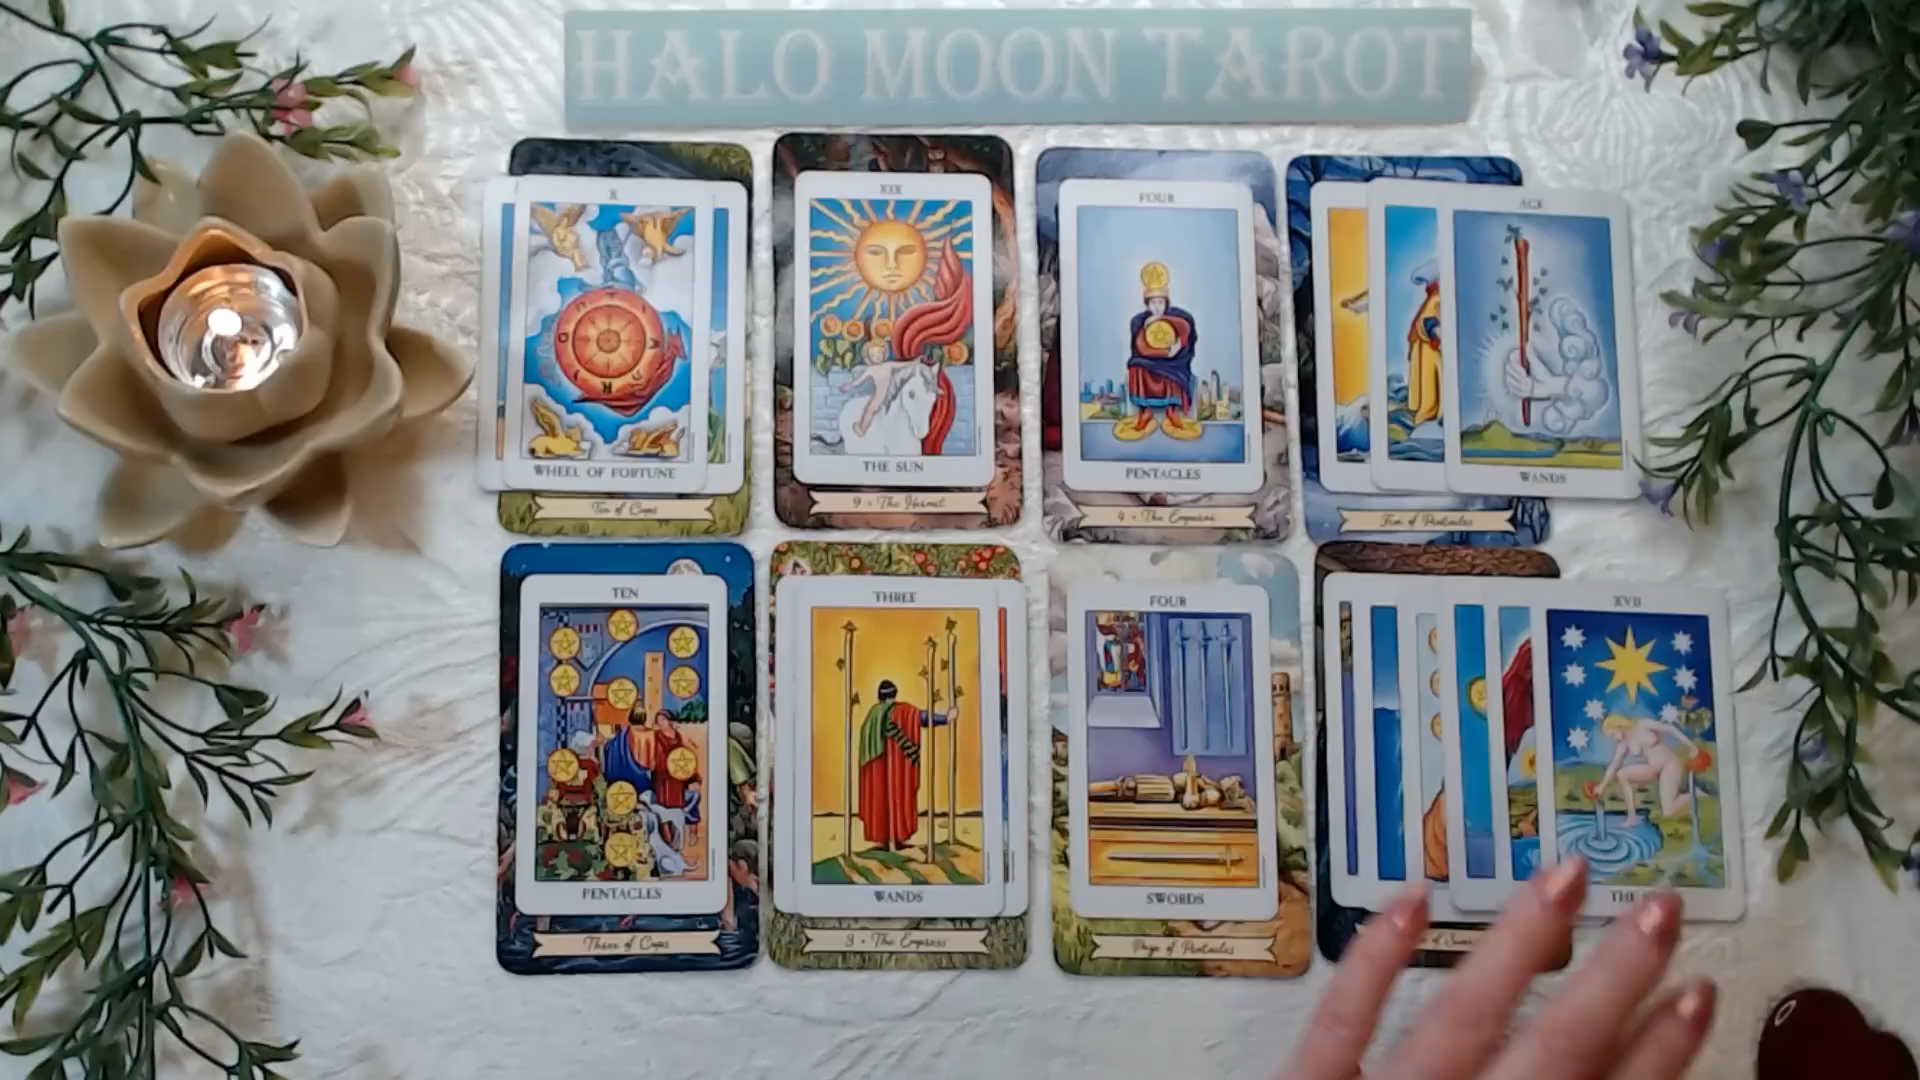 HALO MOON TAROT
X
WHEEL OF FORTUNE
Ten of Cups
XIX
THE SUN
9 • The Hermit
FOUR
PENTACLES
4 • The Emperor
ACE
WANDS
of Pentacles
TEN
PENTACLES
Three of Cups
THREE
WANDS
3 • The Empress
FOUR
SWORDS
Page of Pentacles
XVII
THE
of